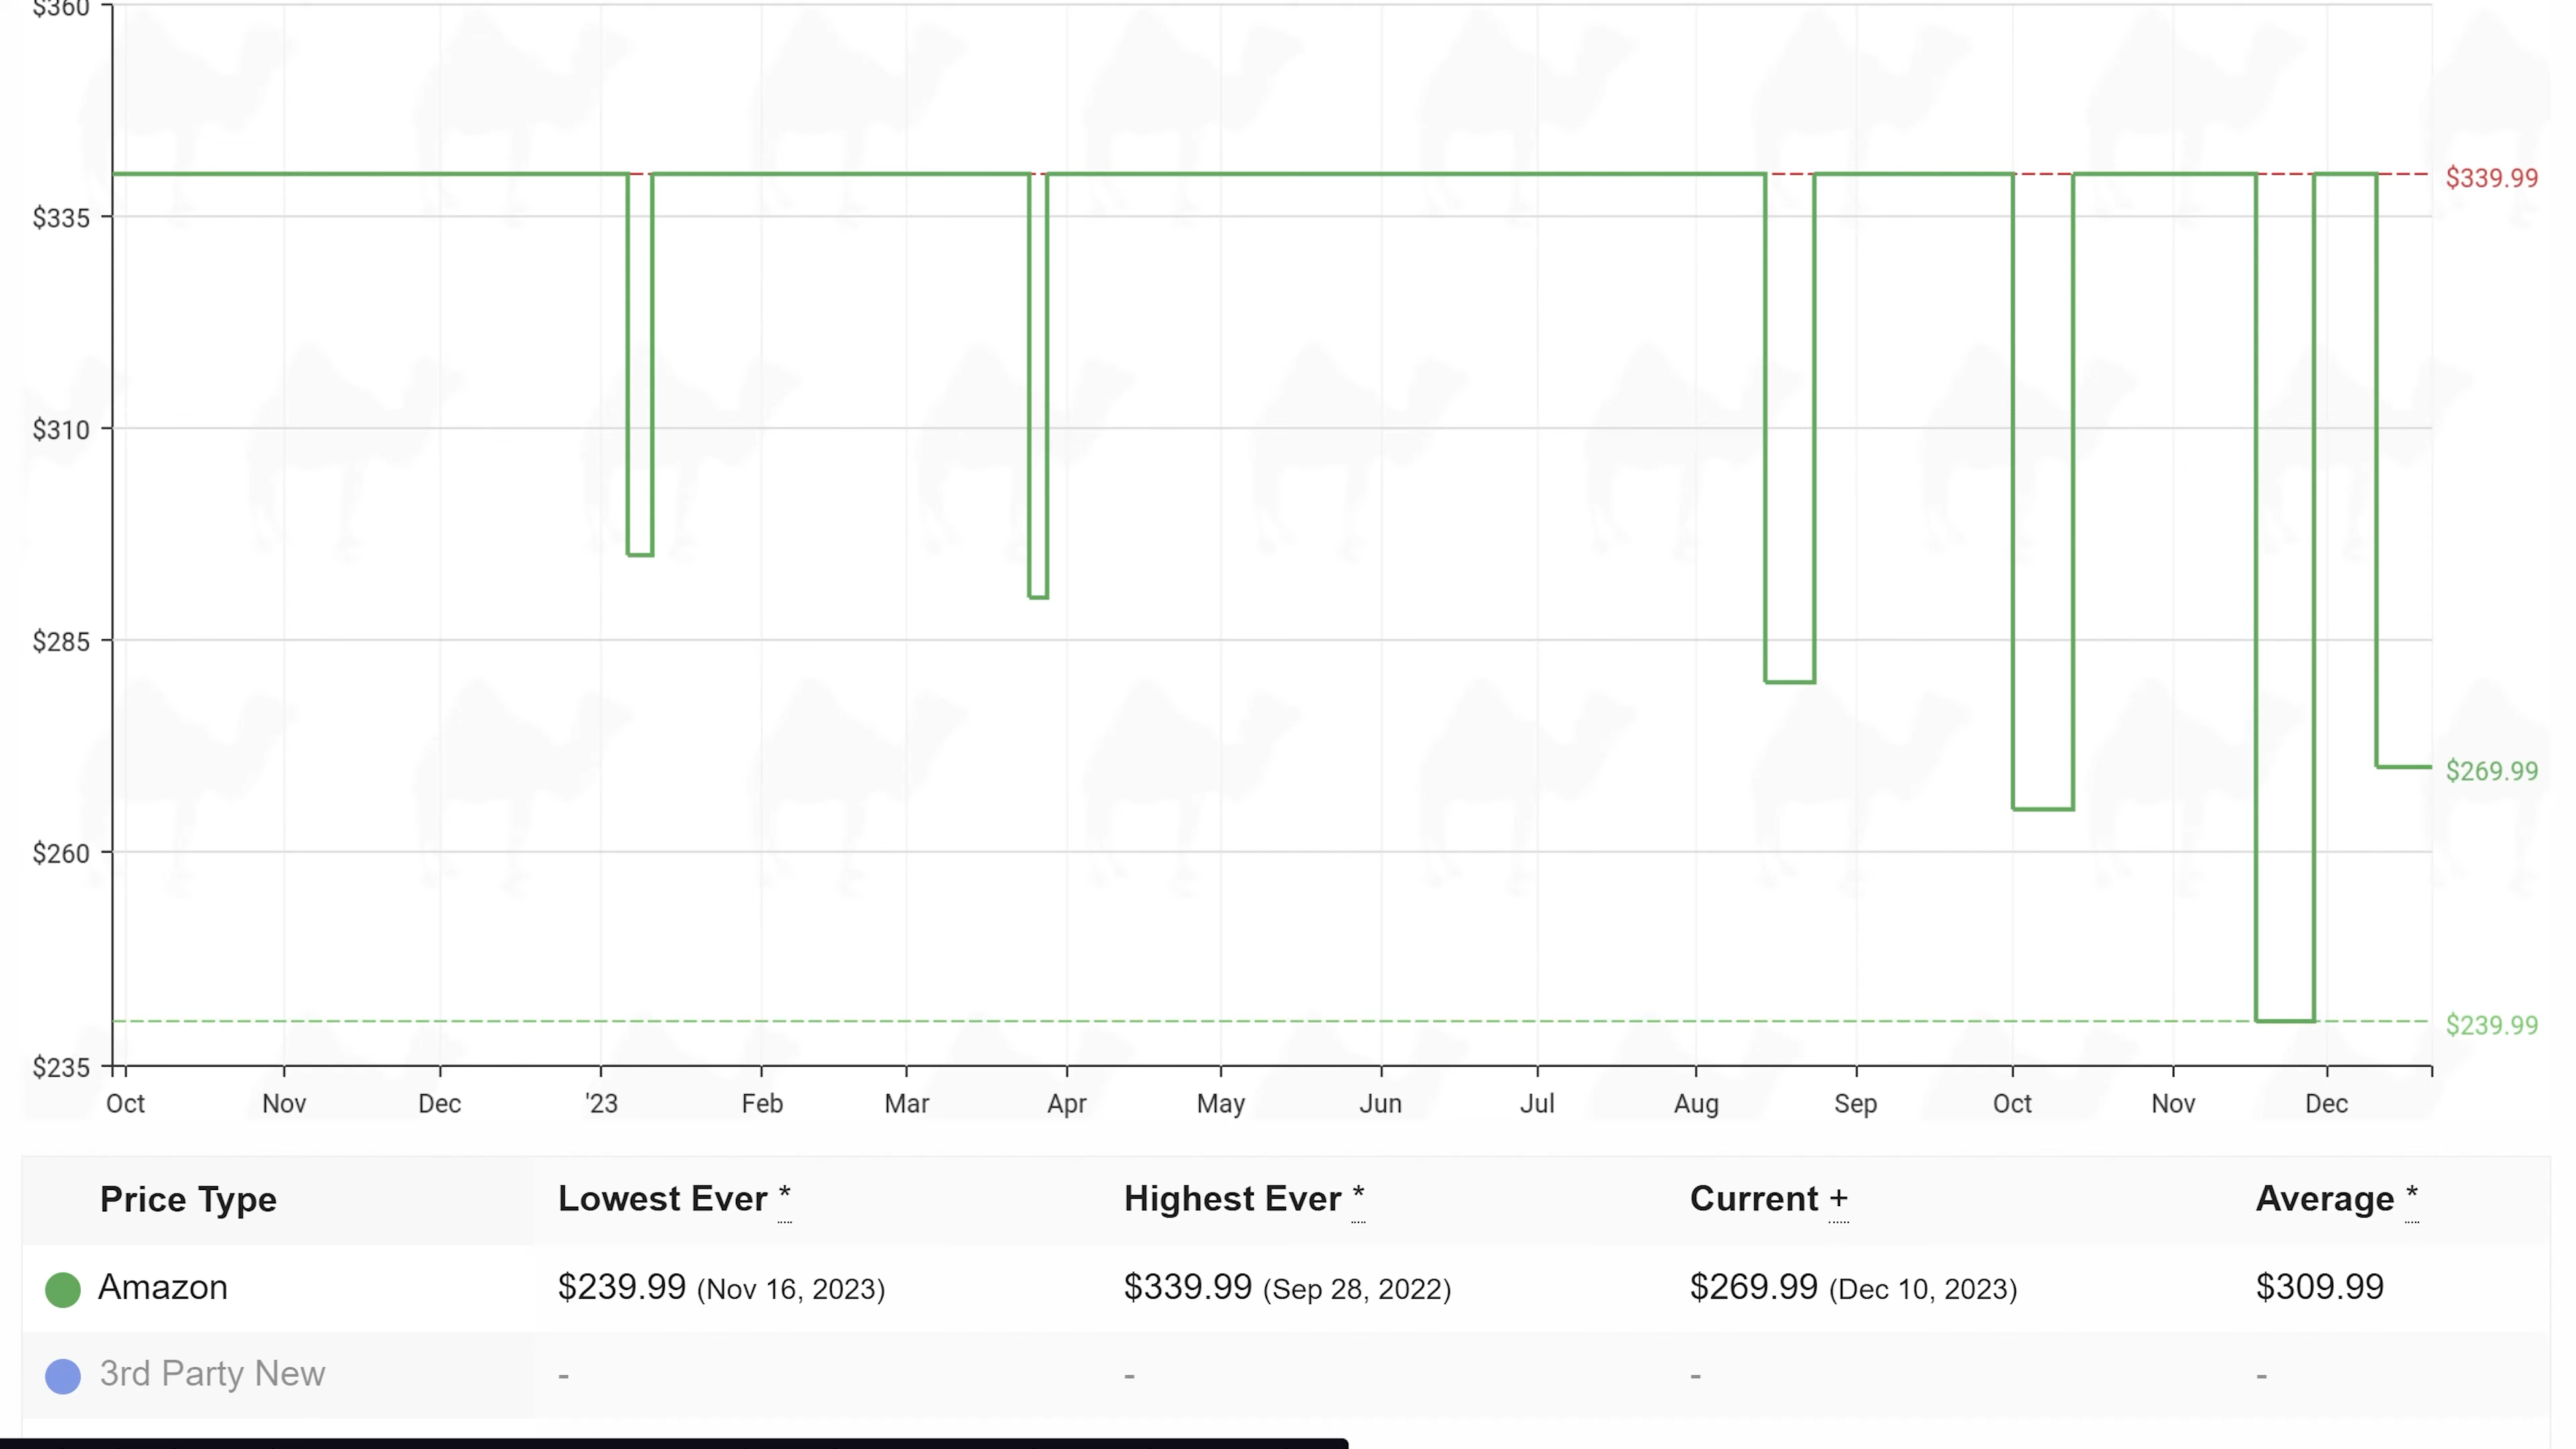 $360
$339.99
$335
$310
$285
$269.99
$260
$239.99
$235
Oct Nov Dec '23 Feb Mar Apr May Jun Jul Aug Sep Oct Nov Dec
Price Type Lowest Ever * Highest Ever * Current + Average *
Amazon $239.99 (Nov 16, 2023) $339.99 (Sep 28, 2022) $269.99 (Dec 10, 2023) $309.99
3rd Party New - - - -